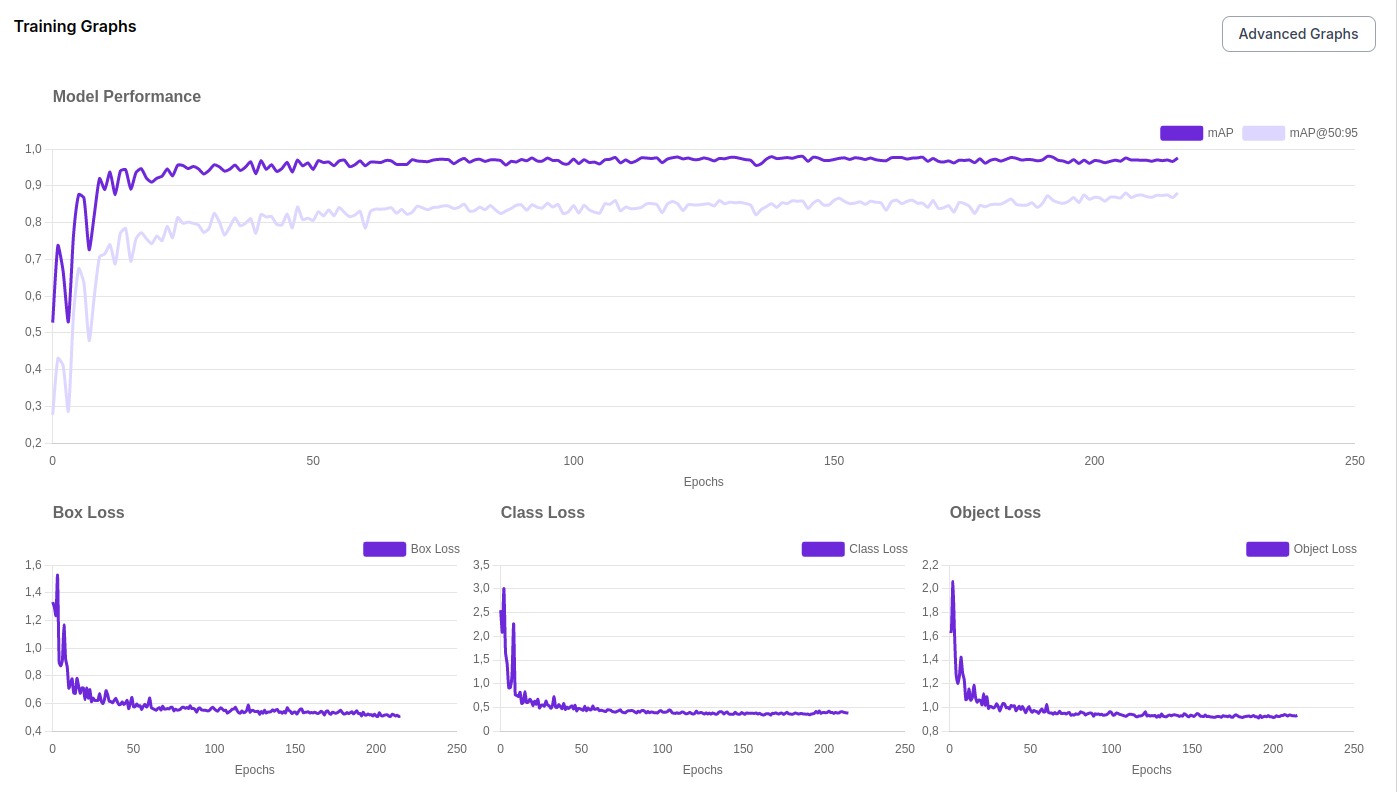 Training Graphs
Advanced Graphs
Model Performance
mAP mAP@50:95
1,0
0,9
0,8
0,7
0,6
0,5
0,4
0,3
0,2
0 50 100 150 200 250
Epochs
Box Loss
Box Loss
1,6
1,4
1,2
1,0
0,8
0,6
0,4
0 50 100 150 200 250
Epochs
Class Loss
Class Loss
3,5
3,0
2,5
2,0
1,5
1,0
0,5
0
0 50 100 150 200 250
Epochs
Object Loss
Object Loss
2,2
2,0
1,8
1,6
1,4
1,2
1,0
0,8
0 50 100 150 200 250
Epochs